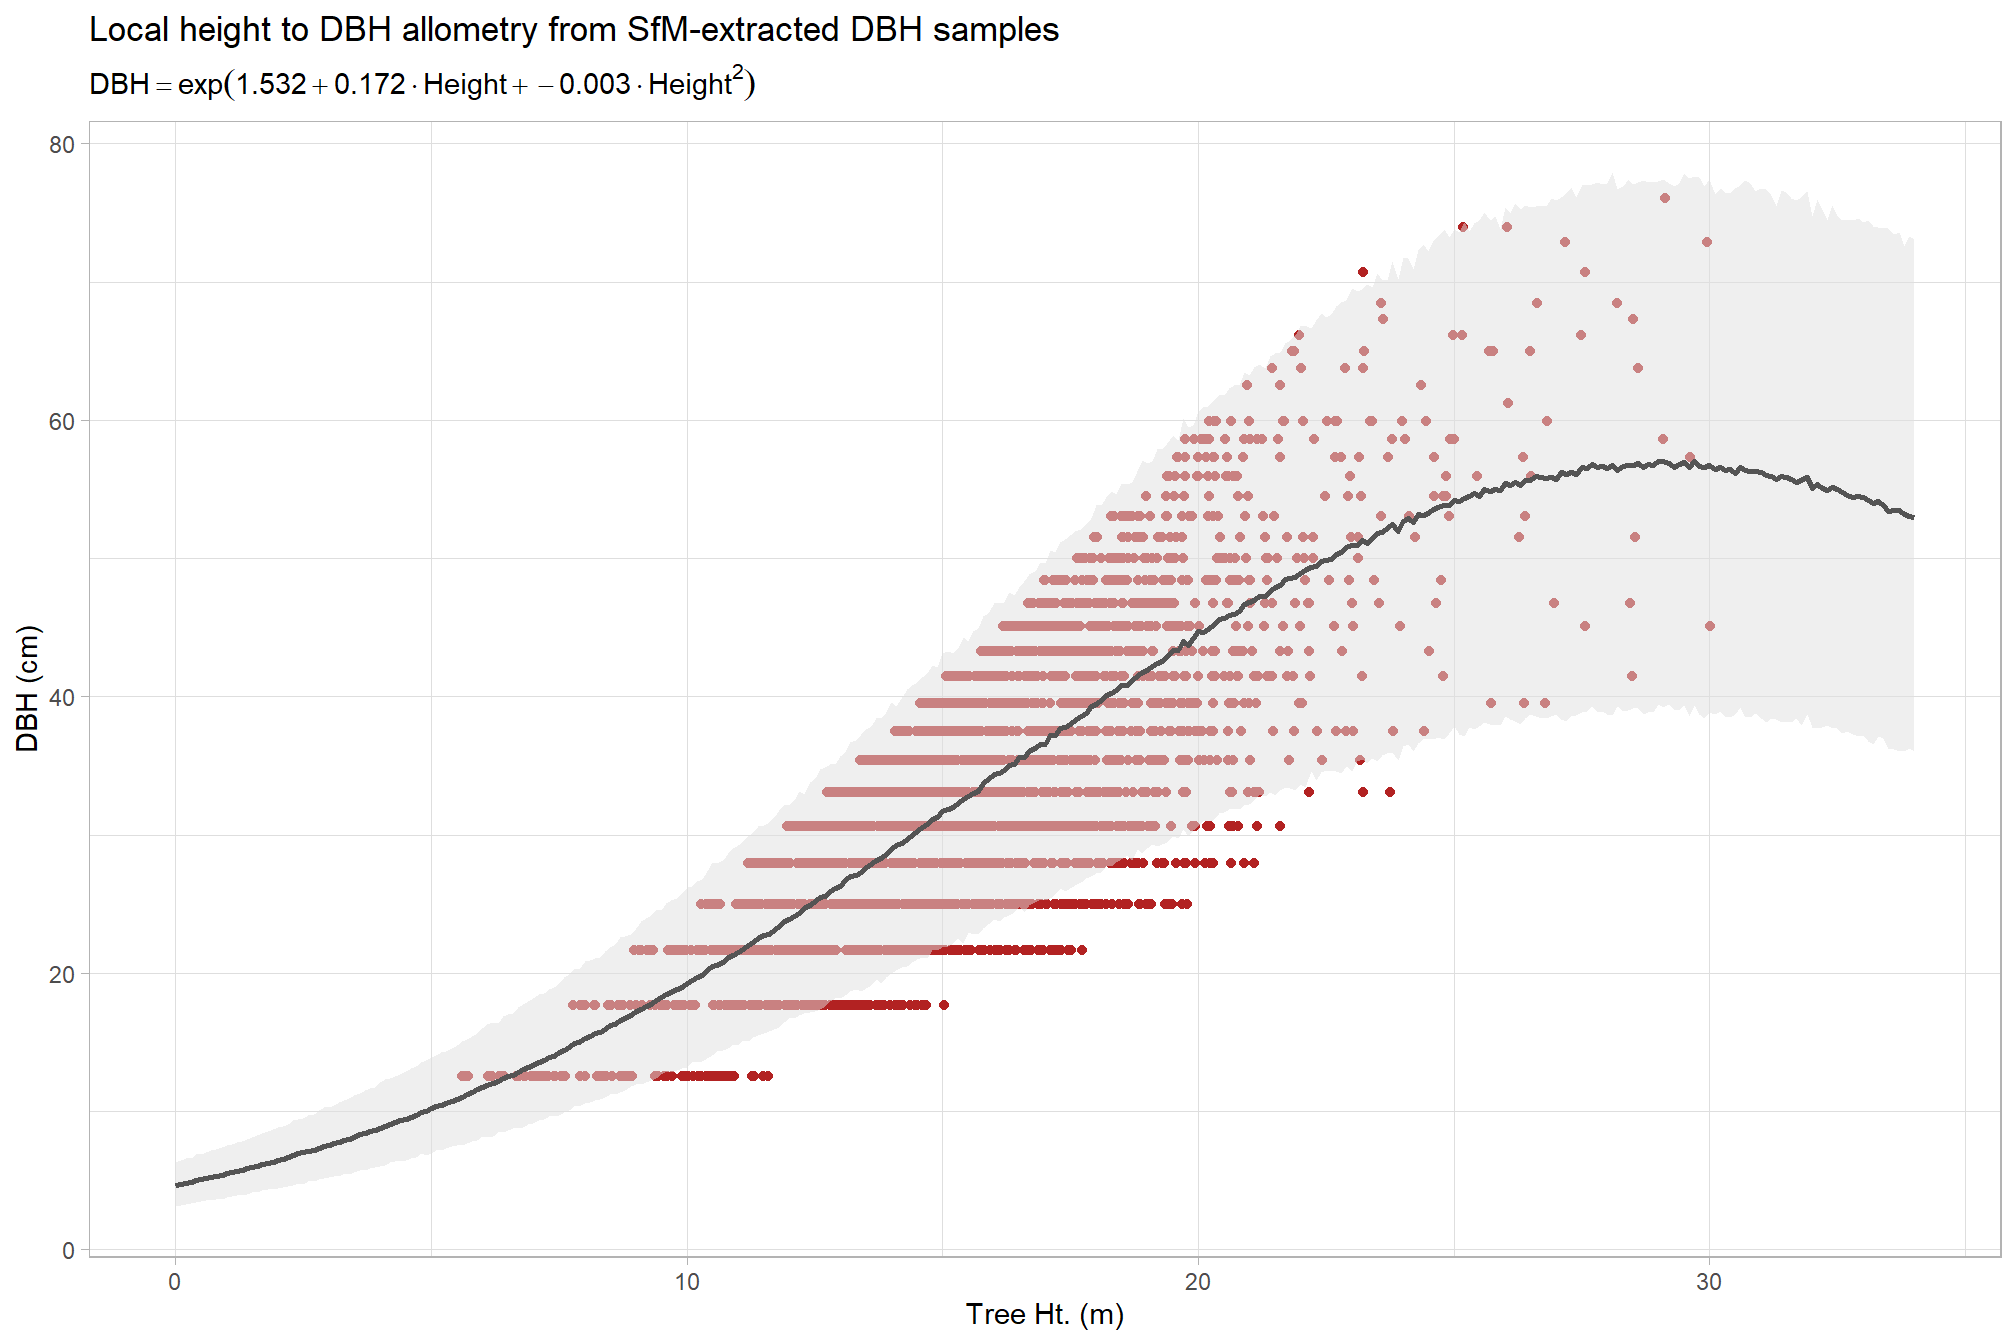 Local height to DBH allometry from SfM-extracted DBH samples
DBH = exp(1.532 + 0.172 · Height + − 0.003 · Height²)
80
60
40
20
0
DBH (cm)
0 10 20 30
Tree Ht. (m)